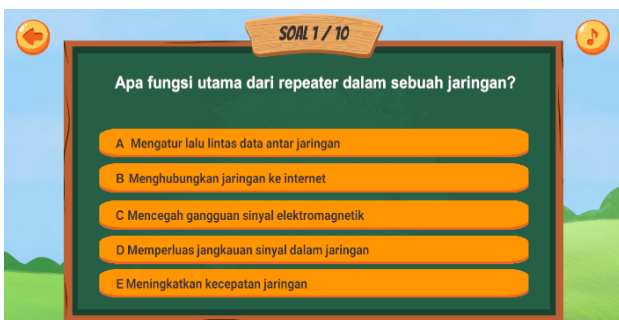 SOAL 1 / 10
Apa fungsi utama dari repeater dalam sebuah jaringan?
A Mengatur lalu lintas data antar jaringan
B Menghubungkan jaringan ke internet
C Mencegah gangguan sinyal elektromagnetik
D Memperluas jangkauan sinyal dalam jaringan
E Meningkatkan kecepatan jaringan